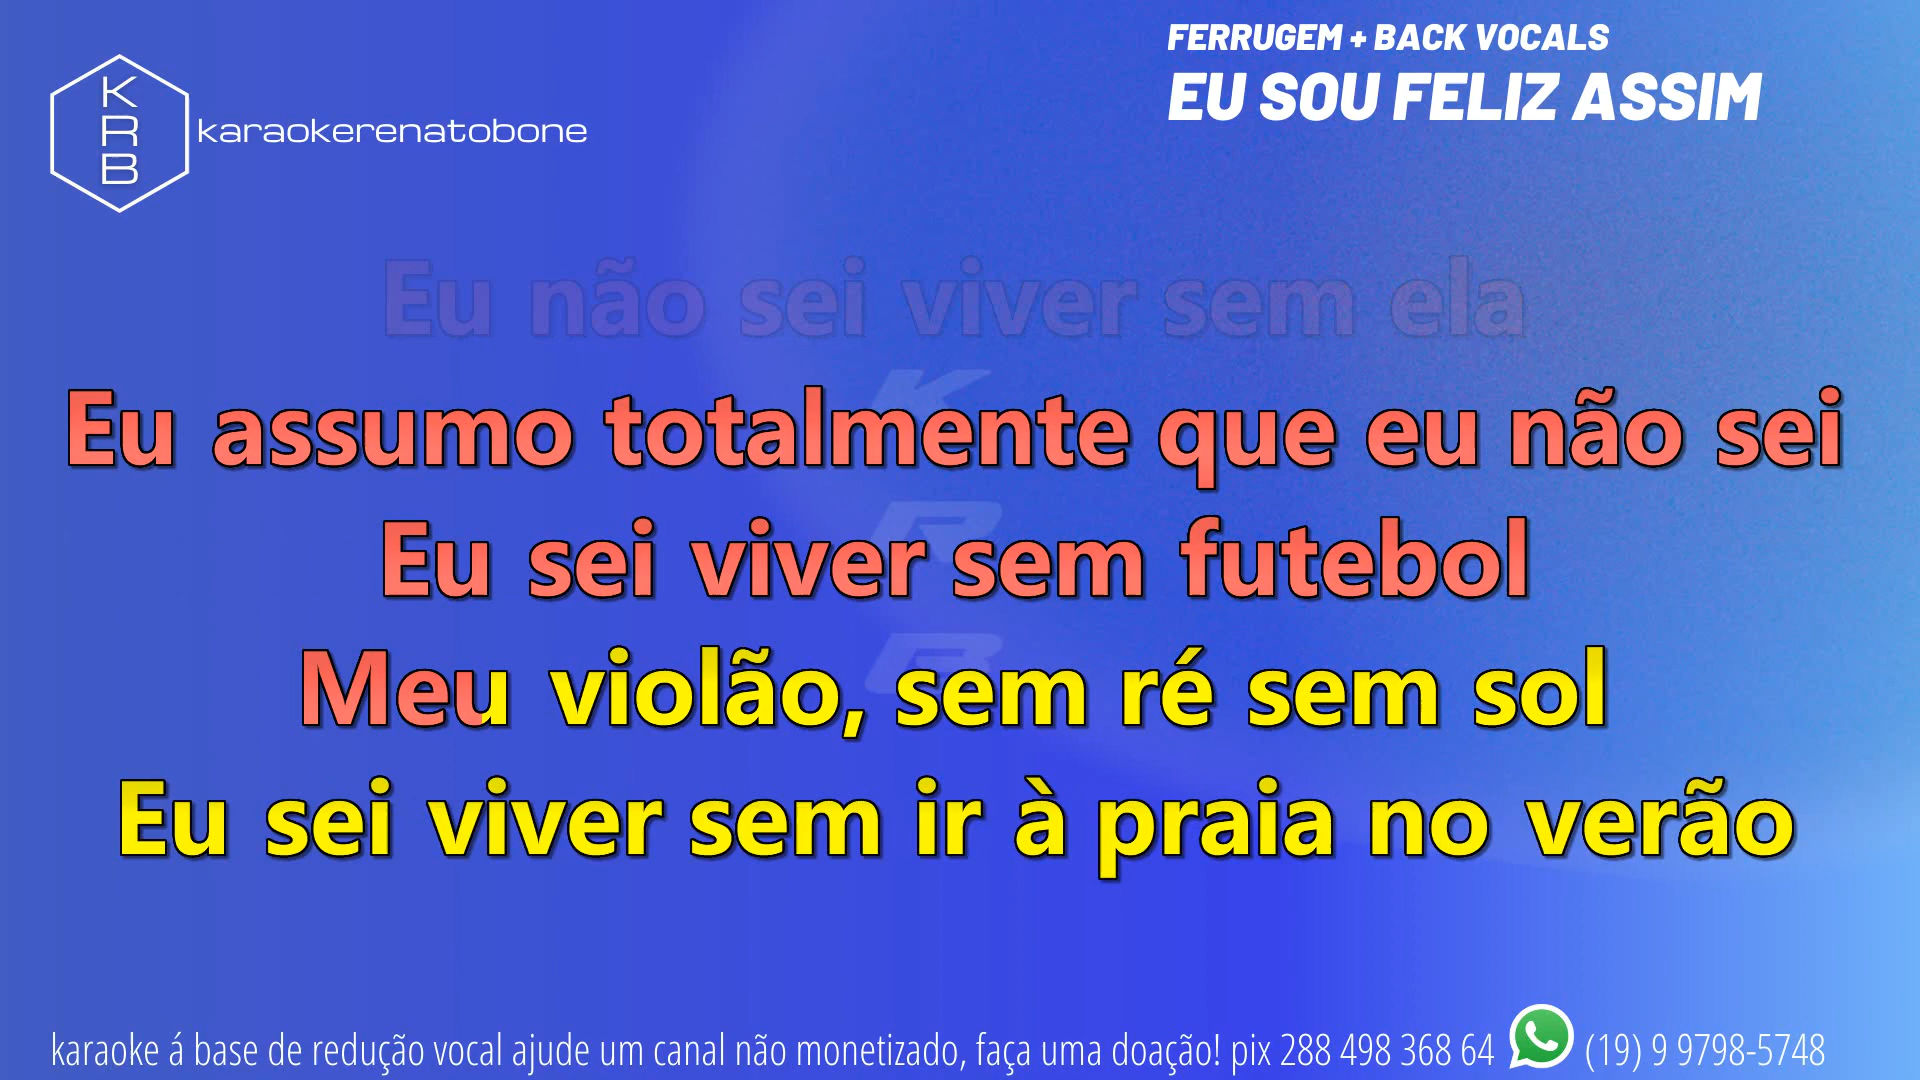 FERRUGEM + BACK VOCALS
EU SOU FELIZ ASSIM
K
R
B
karaokerenatobone
Eu não sei viver sem ela
Eu assumo totalmente que eu não sei
Eu sei viver sem futebol
Meu violão, sem ré sem sol
Eu sei viver sem ir à praia no verão
K
R
B
karaoke á base de redução vocal ajude um canal não monetizado, faça uma doação! pix 288 498 368 64 (19) 9 9798-5748